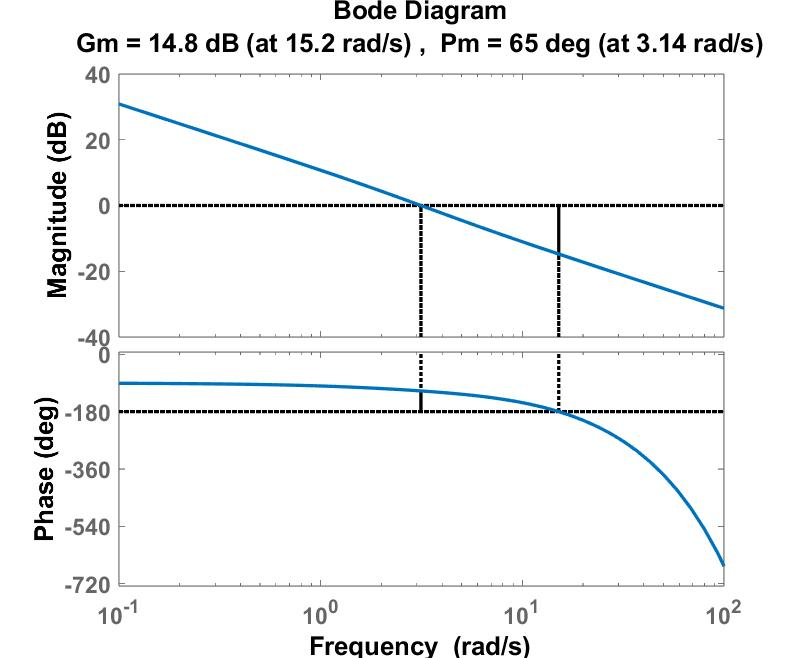 Bode Diagram
Gm = 14.8 dB (at 15.2 rad/s) ,  Pm = 65 deg (at 3.14 rad/s)
40
20
0
-20
-40
Magnitude (dB)
0
-180
-360
-540
-720
Phase (deg)
10^-1 10^0 10^1 10^2
Frequency  (rad/s)